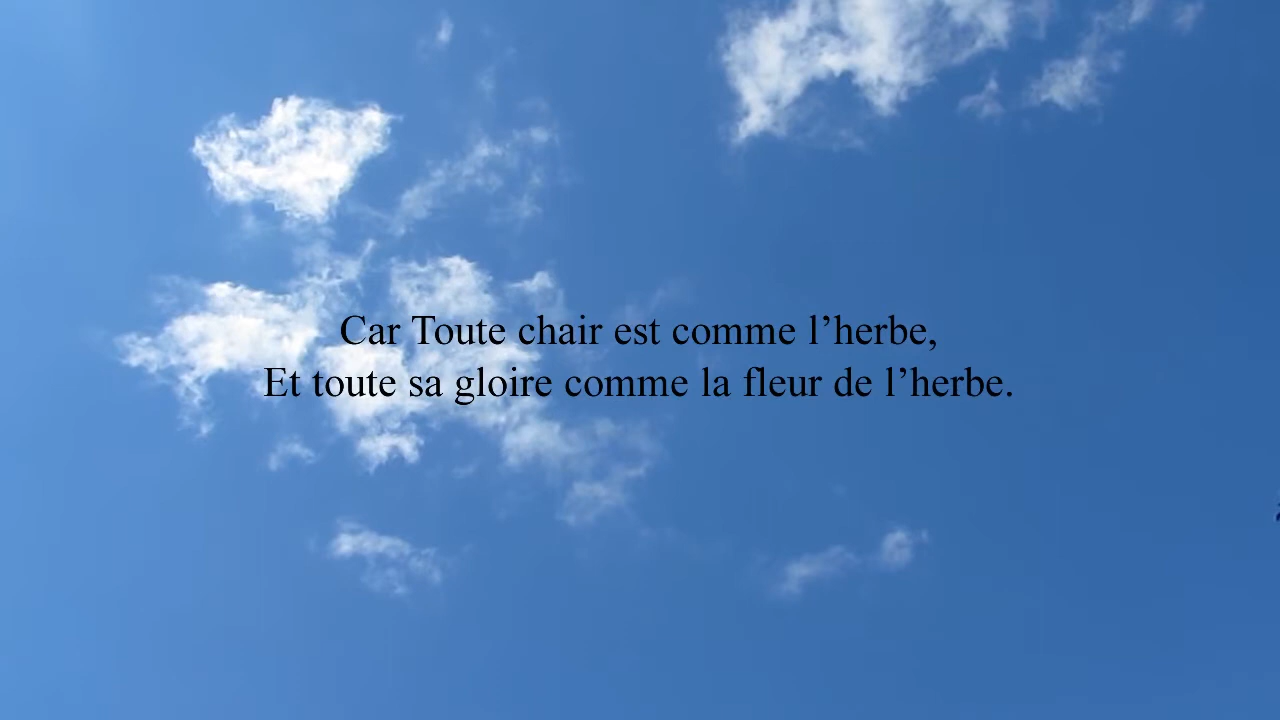 Car Toute chair est comme l’herbe,
Et toute sa gloire comme la fleur de l’herbe.